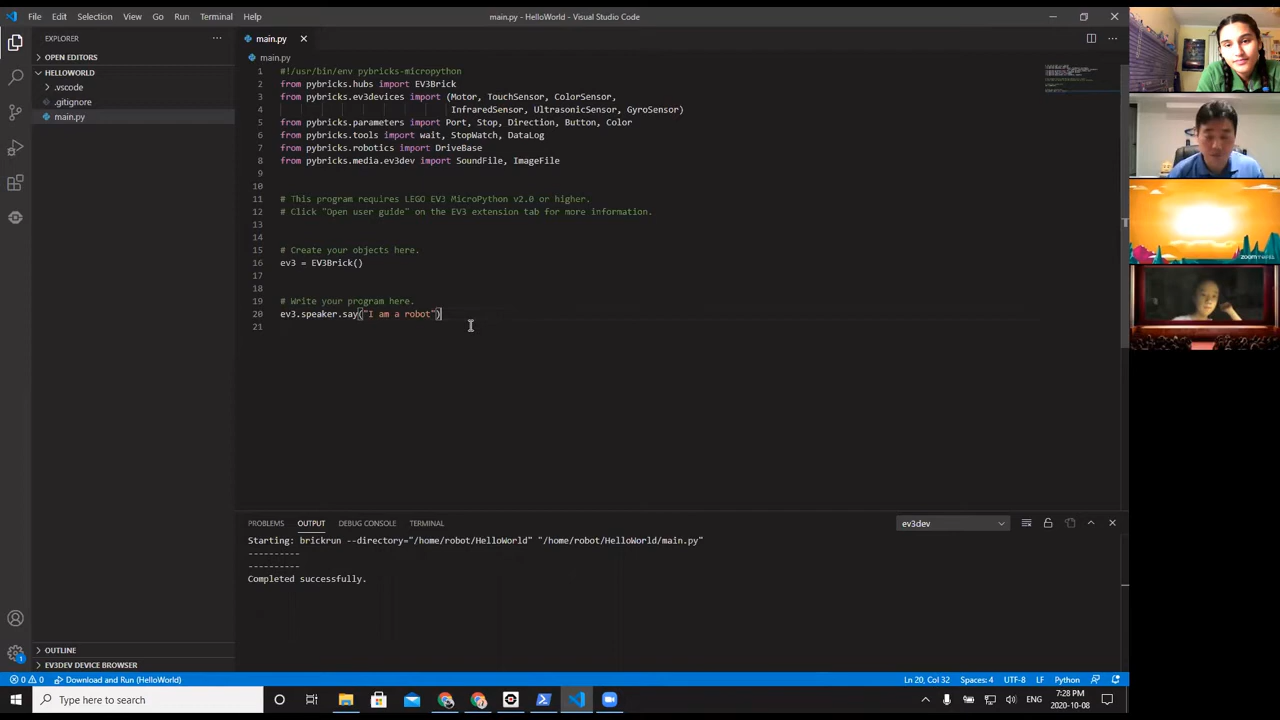 File Edit Selection View Go Run Terminal Help
main.py - HelloWorld - Visual Studio Code
EXPLORER
main.py
OPEN EDITORS
HELLOWORLD
.vscode
.gitignore
main.py
main.py
1 #!/usr/bin/env pybricks-micropython
2 from pybricks.hubs import EV3Brick
3 from pybricks.ev3devices import (Motor, TouchSensor, ColorSensor,
4 InfraredSensor, UltrasonicSensor, GyroSensor)
5 from pybricks.parameters import Port, Stop, Direction, Button, Color
6 from pybricks.tools import wait, StopWatch, DataLog
7 from pybricks.robotics import DriveBase
8 from pybricks.media.ev3dev import SoundFile, ImageFile
9
10
11 # This program requires LEGO EV3 MicroPython v2.0 or higher.
12 # Click "Open user guide" on the EV3 extension tab for more information.
13
14
15 # Create your objects here.
16 ev3 = EV3Brick()
17
18
19 # Write your program here.
20 ev3.speaker.say("I am a robot")
21
PROBLEMS OUTPUT DEBUG CONSOLE TERMINAL
ev3dev
Starting: brickrun --directory="/home/robot/HelloWorld" "/home/robot/HelloWorld/main.py"
----------
----------
Completed successfully.
OUTLINE
EV3DEV DEVICE BROWSER
1
0 0 Download and Run (HelloWorld)
Ln 20, Col 32 Spaces: 4 UTF-8 LF Python
Type here to search
ENG
7:28 PM
2020-10-08